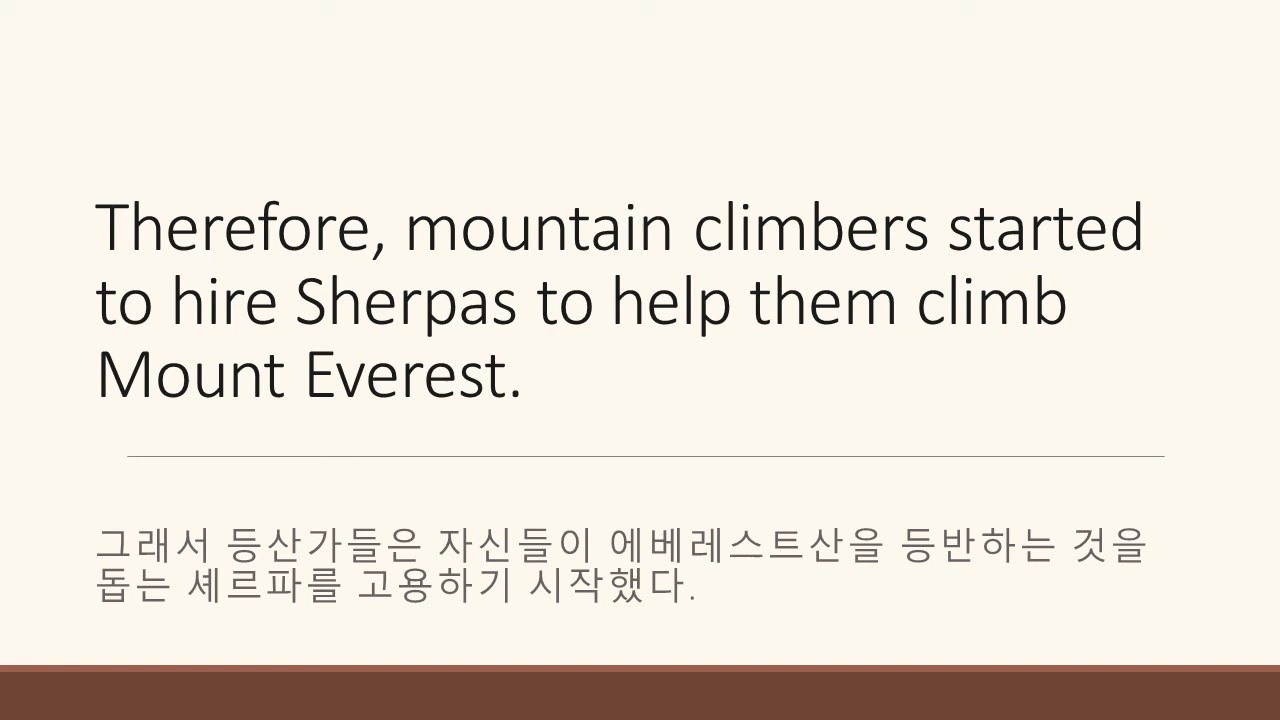 Therefore, mountain climbers started
to hire Sherpas to help them climb
Mount Everest.
그래서 등산가들은 자신들이 에베레스트산을 등반하는 것을
돕는 셰르파를 고용하기 시작했다.